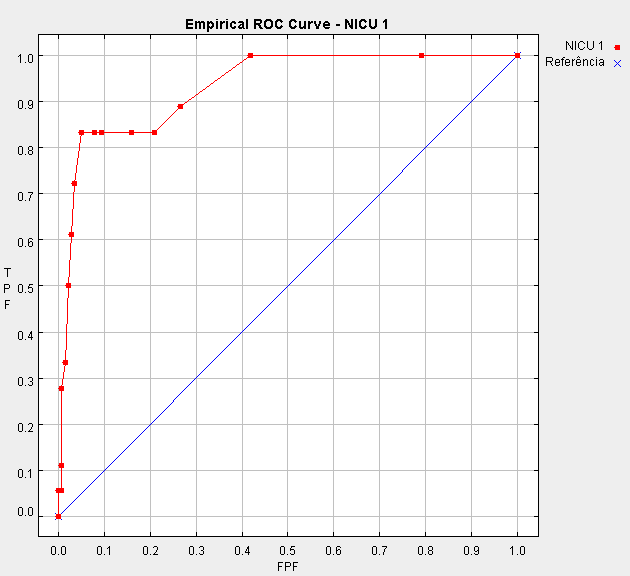 Empirical ROC Curve - NICU 1
NICU 1
Referência
1.0
0.9
0.8
0.7
0.6
T
P
F
0.5
0.4
0.3
0.2
0.1
0.0
0.0 0.1 0.2 0.3 0.4 0.5 0.6 0.7 0.8 0.9 1.0
FPF